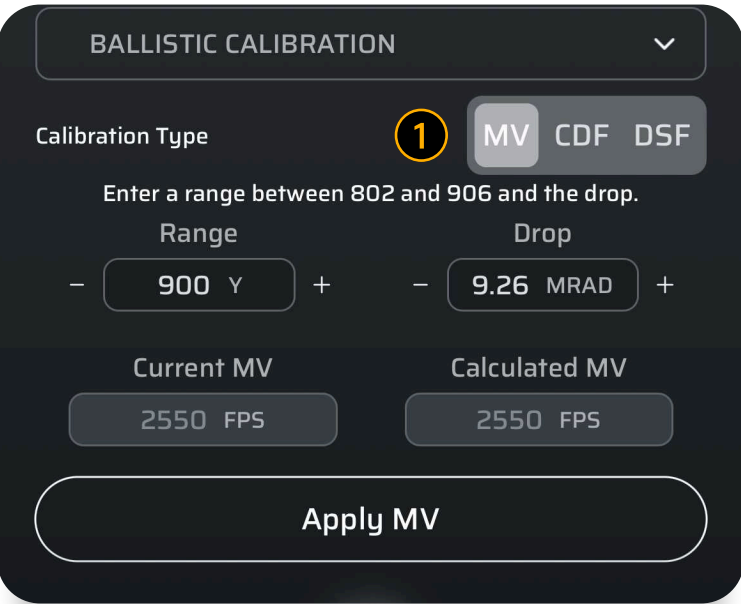 BALLISTIC CALIBRATION
Calibration Type 1 MV CDF DSF
Enter a range between 802 and 906 and the drop.
Range Drop
− 900 Y + − 9.26 MRAD +
Current MV Calculated MV
2550 FPS 2550 FPS
Apply MV